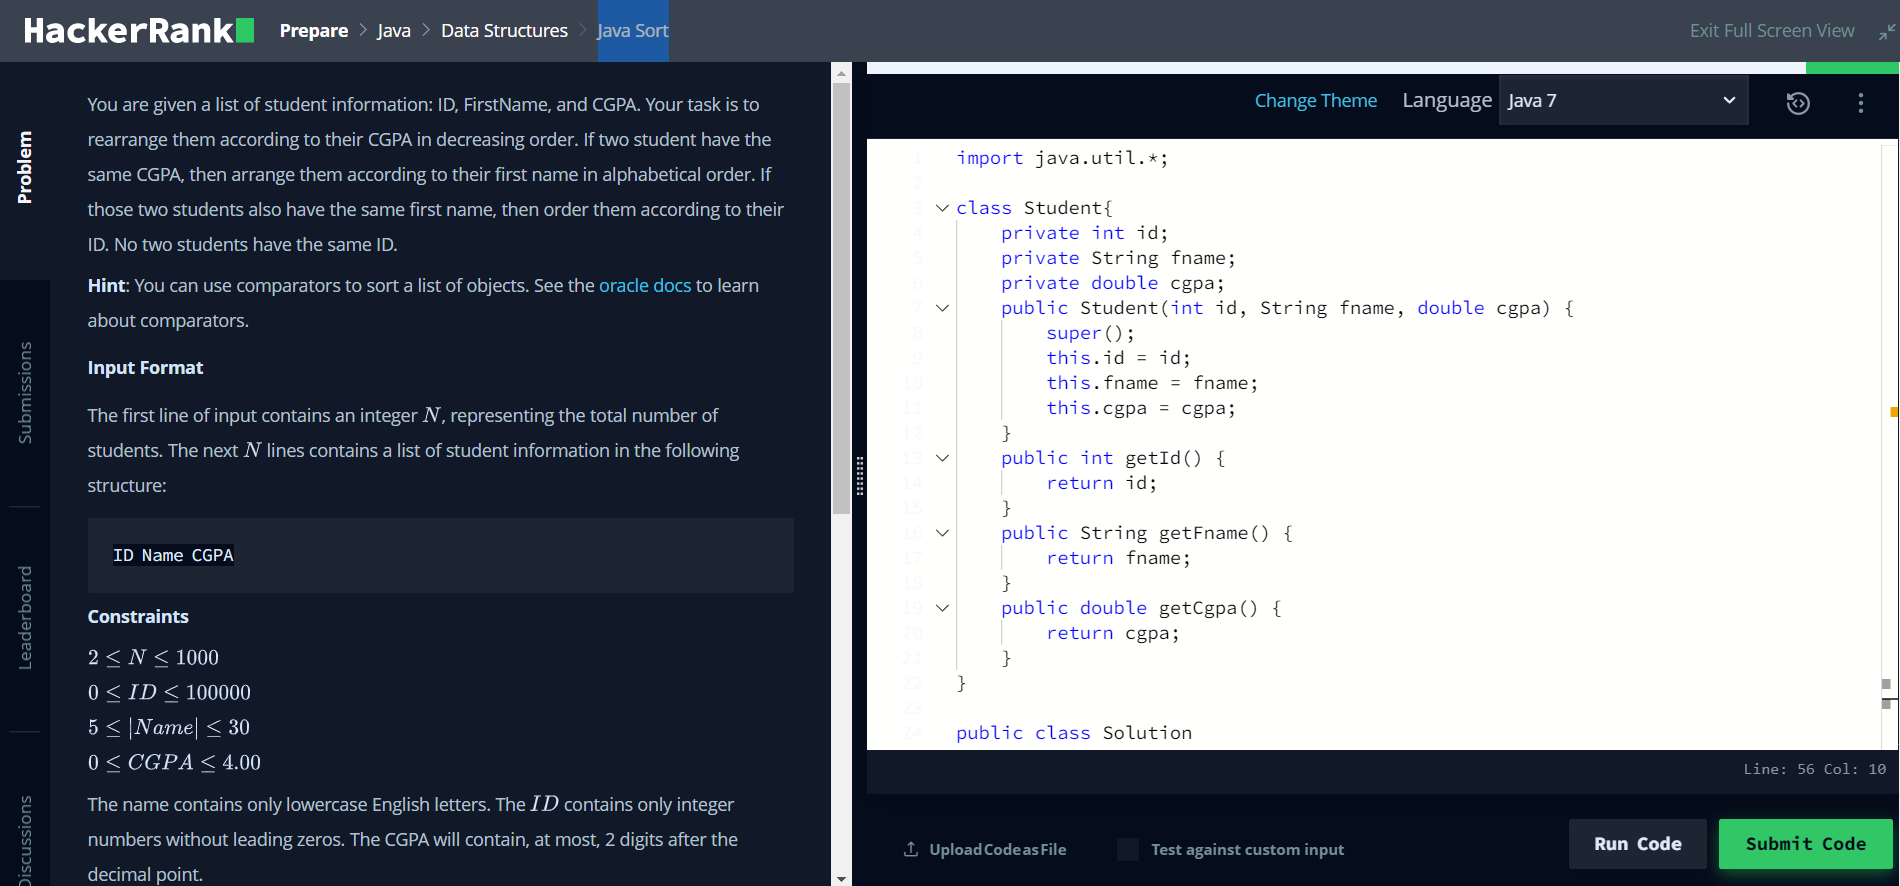 HackerRank
Prepare > Java > Data Structures > Java Sort
Exit Full Screen View
Problem
Submissions
Leaderboard
Discussions
You are given a list of student information: ID, FirstName, and CGPA. Your task is to
rearrange them according to their CGPA in decreasing order. If two student have the
same CGPA, then arrange them according to their first name in alphabetical order. If
those two students also have the same first name, then order them according to their
ID. No two students have the same ID.
Hint: You can use comparators to sort a list of objects. See the oracle docs to learn
about comparators.
Input Format
The first line of input contains an integer N, representing the total number of
students. The next N lines contains a list of student information in the following
structure:
ID Name CGPA
Constraints
2 ≤ N ≤ 1000
0 ≤ ID ≤ 100000
5 ≤ |Name| ≤ 30
0 ≤ CGPA ≤ 4.00
The name contains only lowercase English letters. The ID contains only integer
numbers without leading zeros. The CGPA will contain, at most, 2 digits after the
decimal point.
Change Theme Language Java 7
1 import java.util.*;
2
3 class Student{
4 private int id;
5 private String fname;
6 private double cgpa;
7 public Student(int id, String fname, double cgpa) {
8 super();
9 this.id = id;
10 this.fname = fname;
11 this.cgpa = cgpa;
12 }
13 public int getId() {
14 return id;
15 }
16 public String getFname() {
17 return fname;
18 }
19 public double getCgpa() {
20 return cgpa;
21 }
22 }
23
24 public class Solution
Line: 56 Col: 10
Upload Code as File
Test against custom input
Run Code
Submit Code